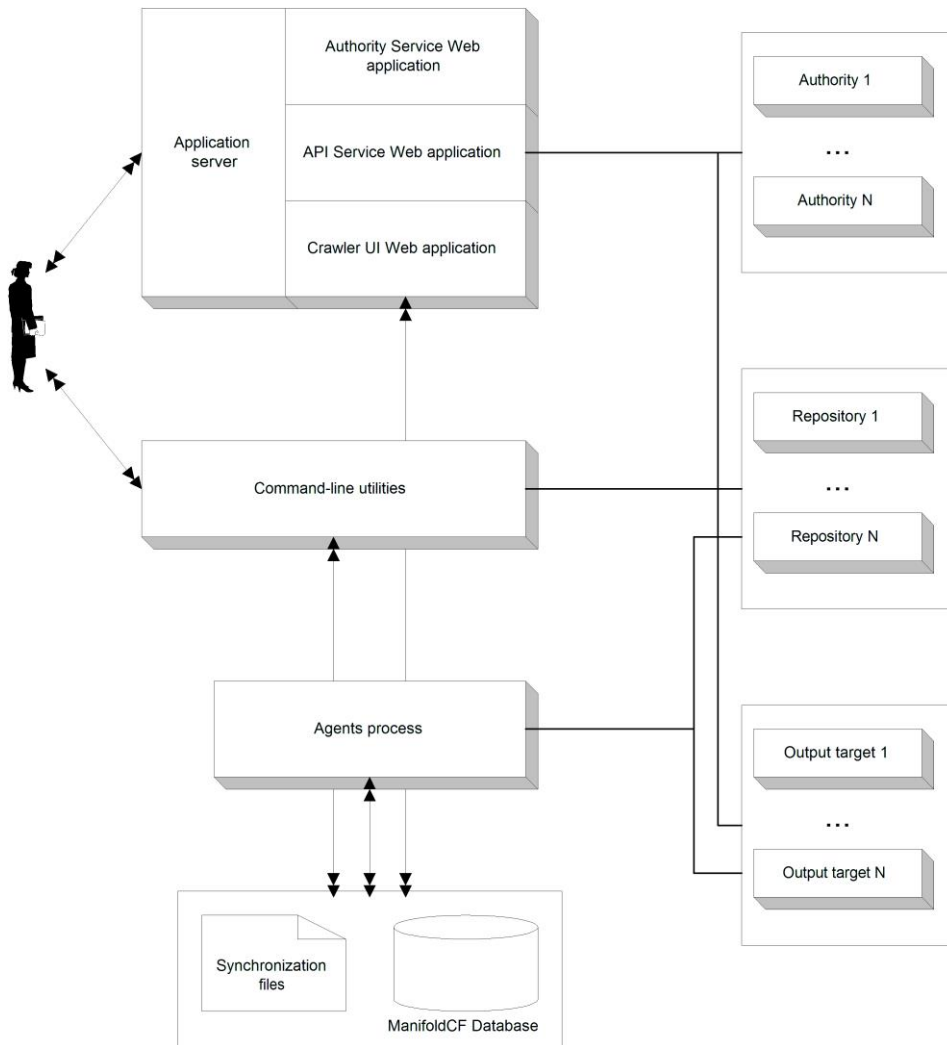 Authority Service Web
application
Application
server
API Service Web application
Crawler UI Web application
Authority 1
...
Authority N
Command-line utilities
Repository 1
...
Repository N
Agents process
Output target 1
...
Output target N
Synchronization
files
ManifoldCF Database